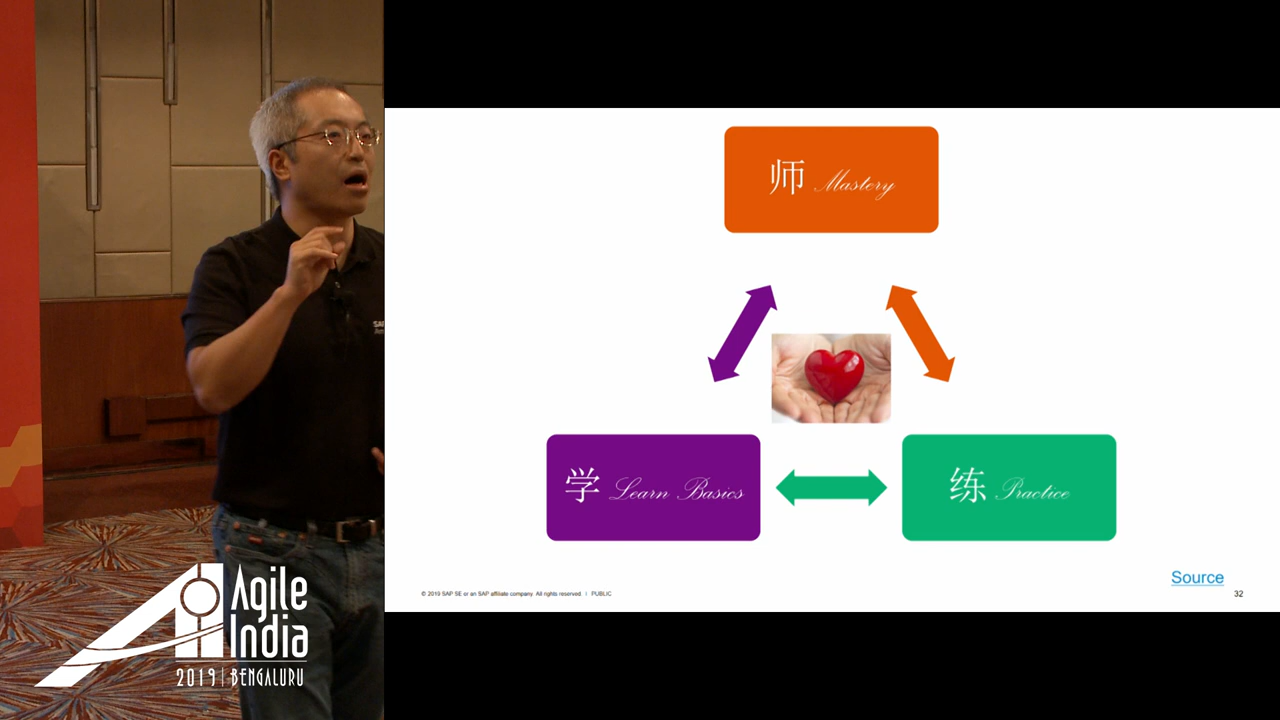 师 Mastery
学 Learn Basics
练 Practice
Source
© 2019 SAP SE or an SAP affiliate company. All rights reserved. | PUBLIC
32
SAP
Agile
India
2019 | BENGALURU